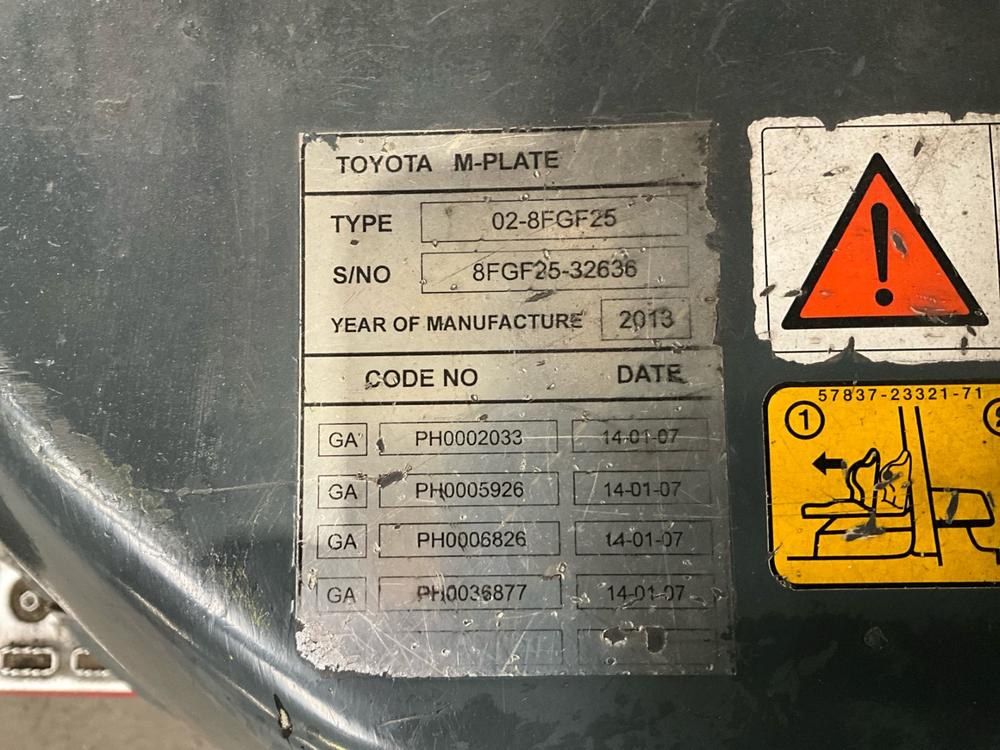 TOYOTA M-PLATE
TYPE 02-8FGF25
S/NO 8FGF25-32636
YEAR OF MANUFACTURE 2013
CODE NO DATE
GA PH0002033 14-01-07
GA PH0005926 14-01-07
GA PH0006826 14-01-07
GA PH0036877 14-01-07
!
57837-23321-71
1